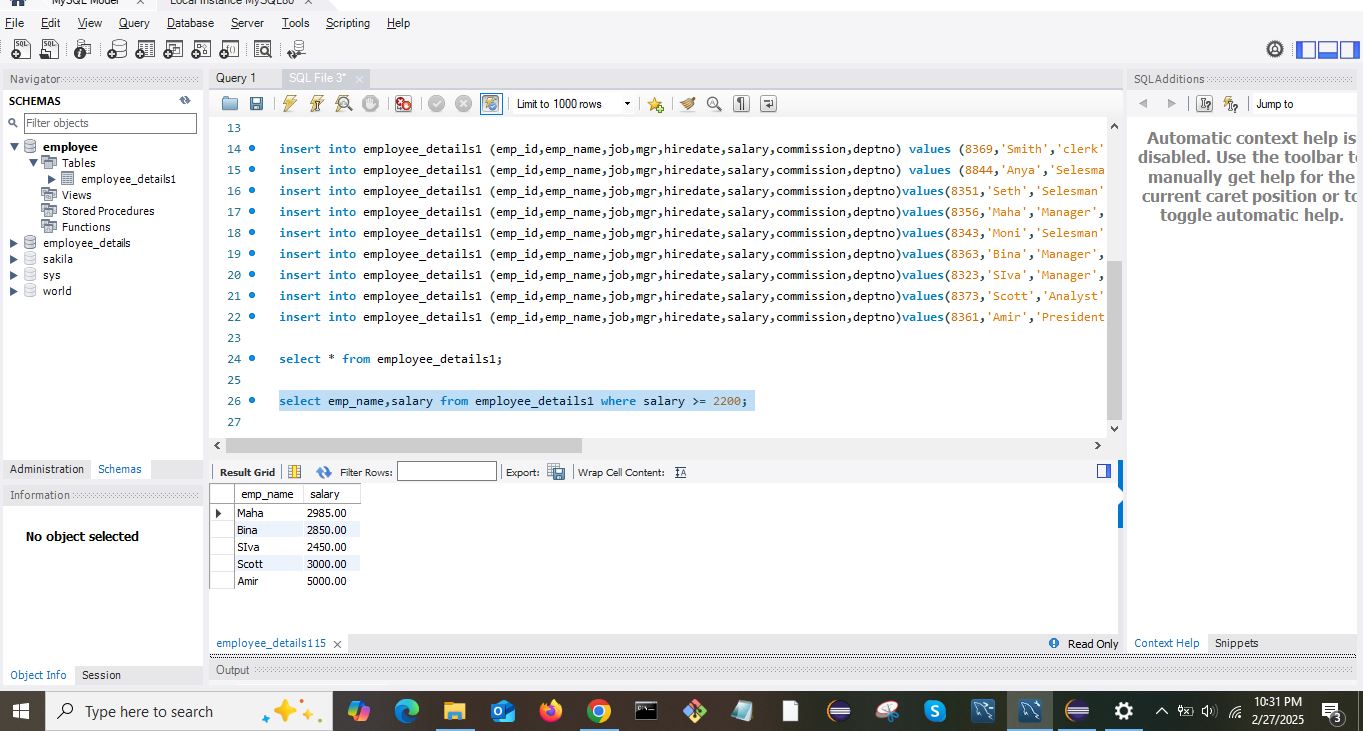 MySQL Model × Local instance MySQL80 ×
File Edit View Query Database Server Tools Scripting Help
Navigator
SCHEMAS
Filter objects
employee
Tables
employee_details1
Views
Stored Procedures
Functions
employee_details
sakila
sys
world
Administration Schemas
Information
No object selected
Object Info Session
Query 1 SQL File 3* ×
Limit to 1000 rows
13
14 insert into employee_details1 (emp_id,emp_name,job,mgr,hiredate,salary,commission,deptno) values (8369,'Smith','clerk'
15 insert into employee_details1 (emp_id,emp_name,job,mgr,hiredate,salary,commission,deptno) values (8844,'Anya','Selesma
16 insert into employee_details1 (emp_id,emp_name,job,mgr,hiredate,salary,commission,deptno)values(8351,'Seth','Selesman'
17 insert into employee_details1 (emp_id,emp_name,job,mgr,hiredate,salary,commission,deptno)values(8356,'Maha','Manager',
18 insert into employee_details1 (emp_id,emp_name,job,mgr,hiredate,salary,commission,deptno)values(8343,'Moni','Selesman'
19 insert into employee_details1 (emp_id,emp_name,job,mgr,hiredate,salary,commission,deptno)values(8363,'Bina','Manager',
20 insert into employee_details1 (emp_id,emp_name,job,mgr,hiredate,salary,commission,deptno)values(8323,'SIva','Manager',
21 insert into employee_details1 (emp_id,emp_name,job,mgr,hiredate,salary,commission,deptno)values(8373,'Scott','Analyst'
22 insert into employee_details1 (emp_id,emp_name,job,mgr,hiredate,salary,commission,deptno)values(8361,'Amir','President
23
24 select * from employee_details1;
25
26 select emp_name,salary from employee_details1 where salary >= 2200;
27
Result Grid Filter Rows: Export: Wrap Cell Content:
emp_name salary
Maha 2985.00
Bina 2850.00
SIva 2450.00
Scott 3000.00
Amir 5000.00
employee_details1 15 × Read Only
Output
SQLAdditions
Jump to
Automatic context help is
disabled. Use the toolbar to
manually get help for the
current caret position or to
toggle automatic help.
Context Help Snippets
Type here to search
10:31 PM
2/27/2025
3